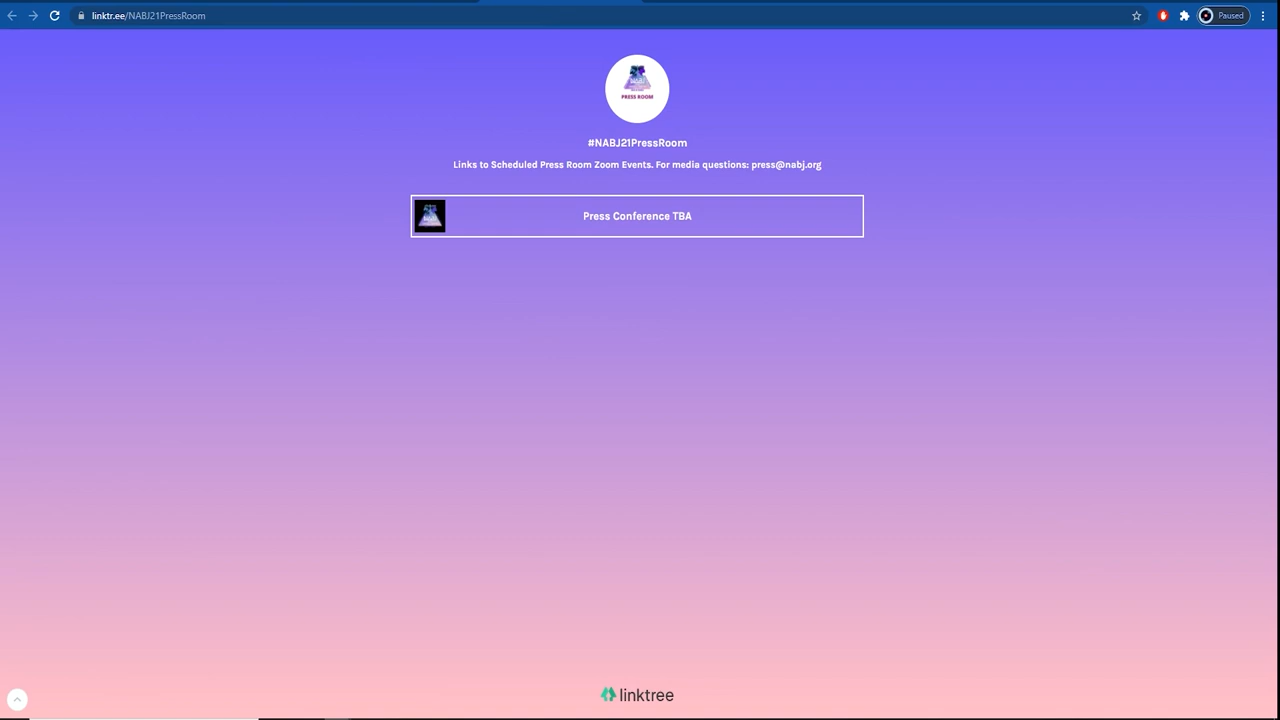 linktr.ee/NABJ21PressRoom
Paused
PRESS ROOM
#NABJ21PressRoom
Links to Scheduled Press Room Zoom Events. For media questions: press@nabj.org
Press Conference TBA
linktree